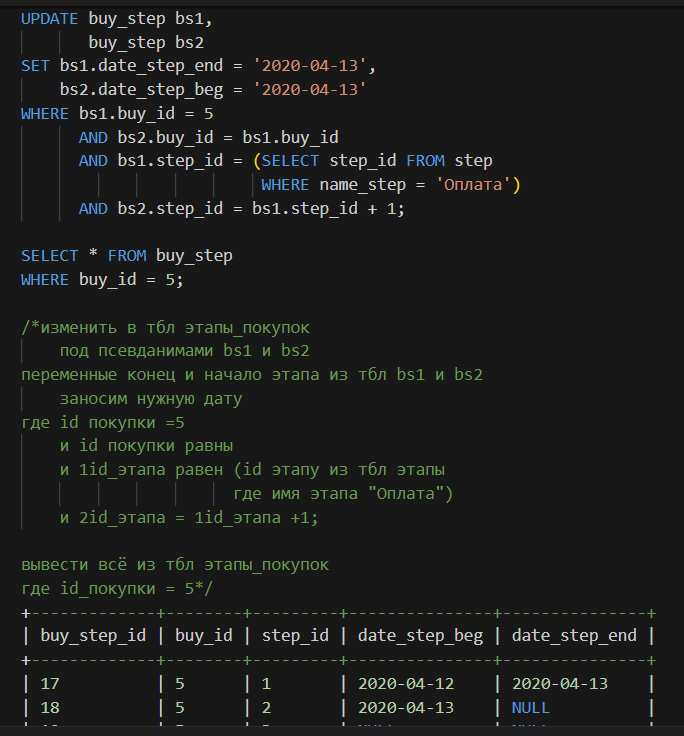 UPDATE buy_step bs1,
buy_step bs2
SET bs1.date_step_end = '2020-04-13',
bs2.date_step_beg = '2020-04-13'
WHERE bs1.buy_id = 5
AND bs2.buy_id = bs1.buy_id
AND bs1.step_id = (SELECT step_id FROM step
WHERE name_step = 'Оплата')
AND bs2.step_id = bs1.step_id + 1;
SELECT * FROM buy_step
WHERE buy_id = 5;
/*изменить в тбл этапы_покупок
под псевданимами bs1 и bs2
переменные конец и начало этапа из тбл bs1 и bs2
заносим нужную дату
где id покупки =5
и id покупки равны
и 1id_этапа равен (id этапу из тбл этапы
где имя этапа "Оплата")
и 2id_этапа = 1id_этапа +1;
вывести всё из тбл этапы_покупок
где id_покупки = 5*/
+-------------+--------+---------+---------------+---------------+
| buy_step_id | buy_id | step_id | date_step_beg | date_step_end |
+-------------+--------+---------+---------------+---------------+
| 17 | 5 | 1 | 2020-04-12 | 2020-04-13 |
| 18 | 5 | 2 | 2020-04-13 | NULL |